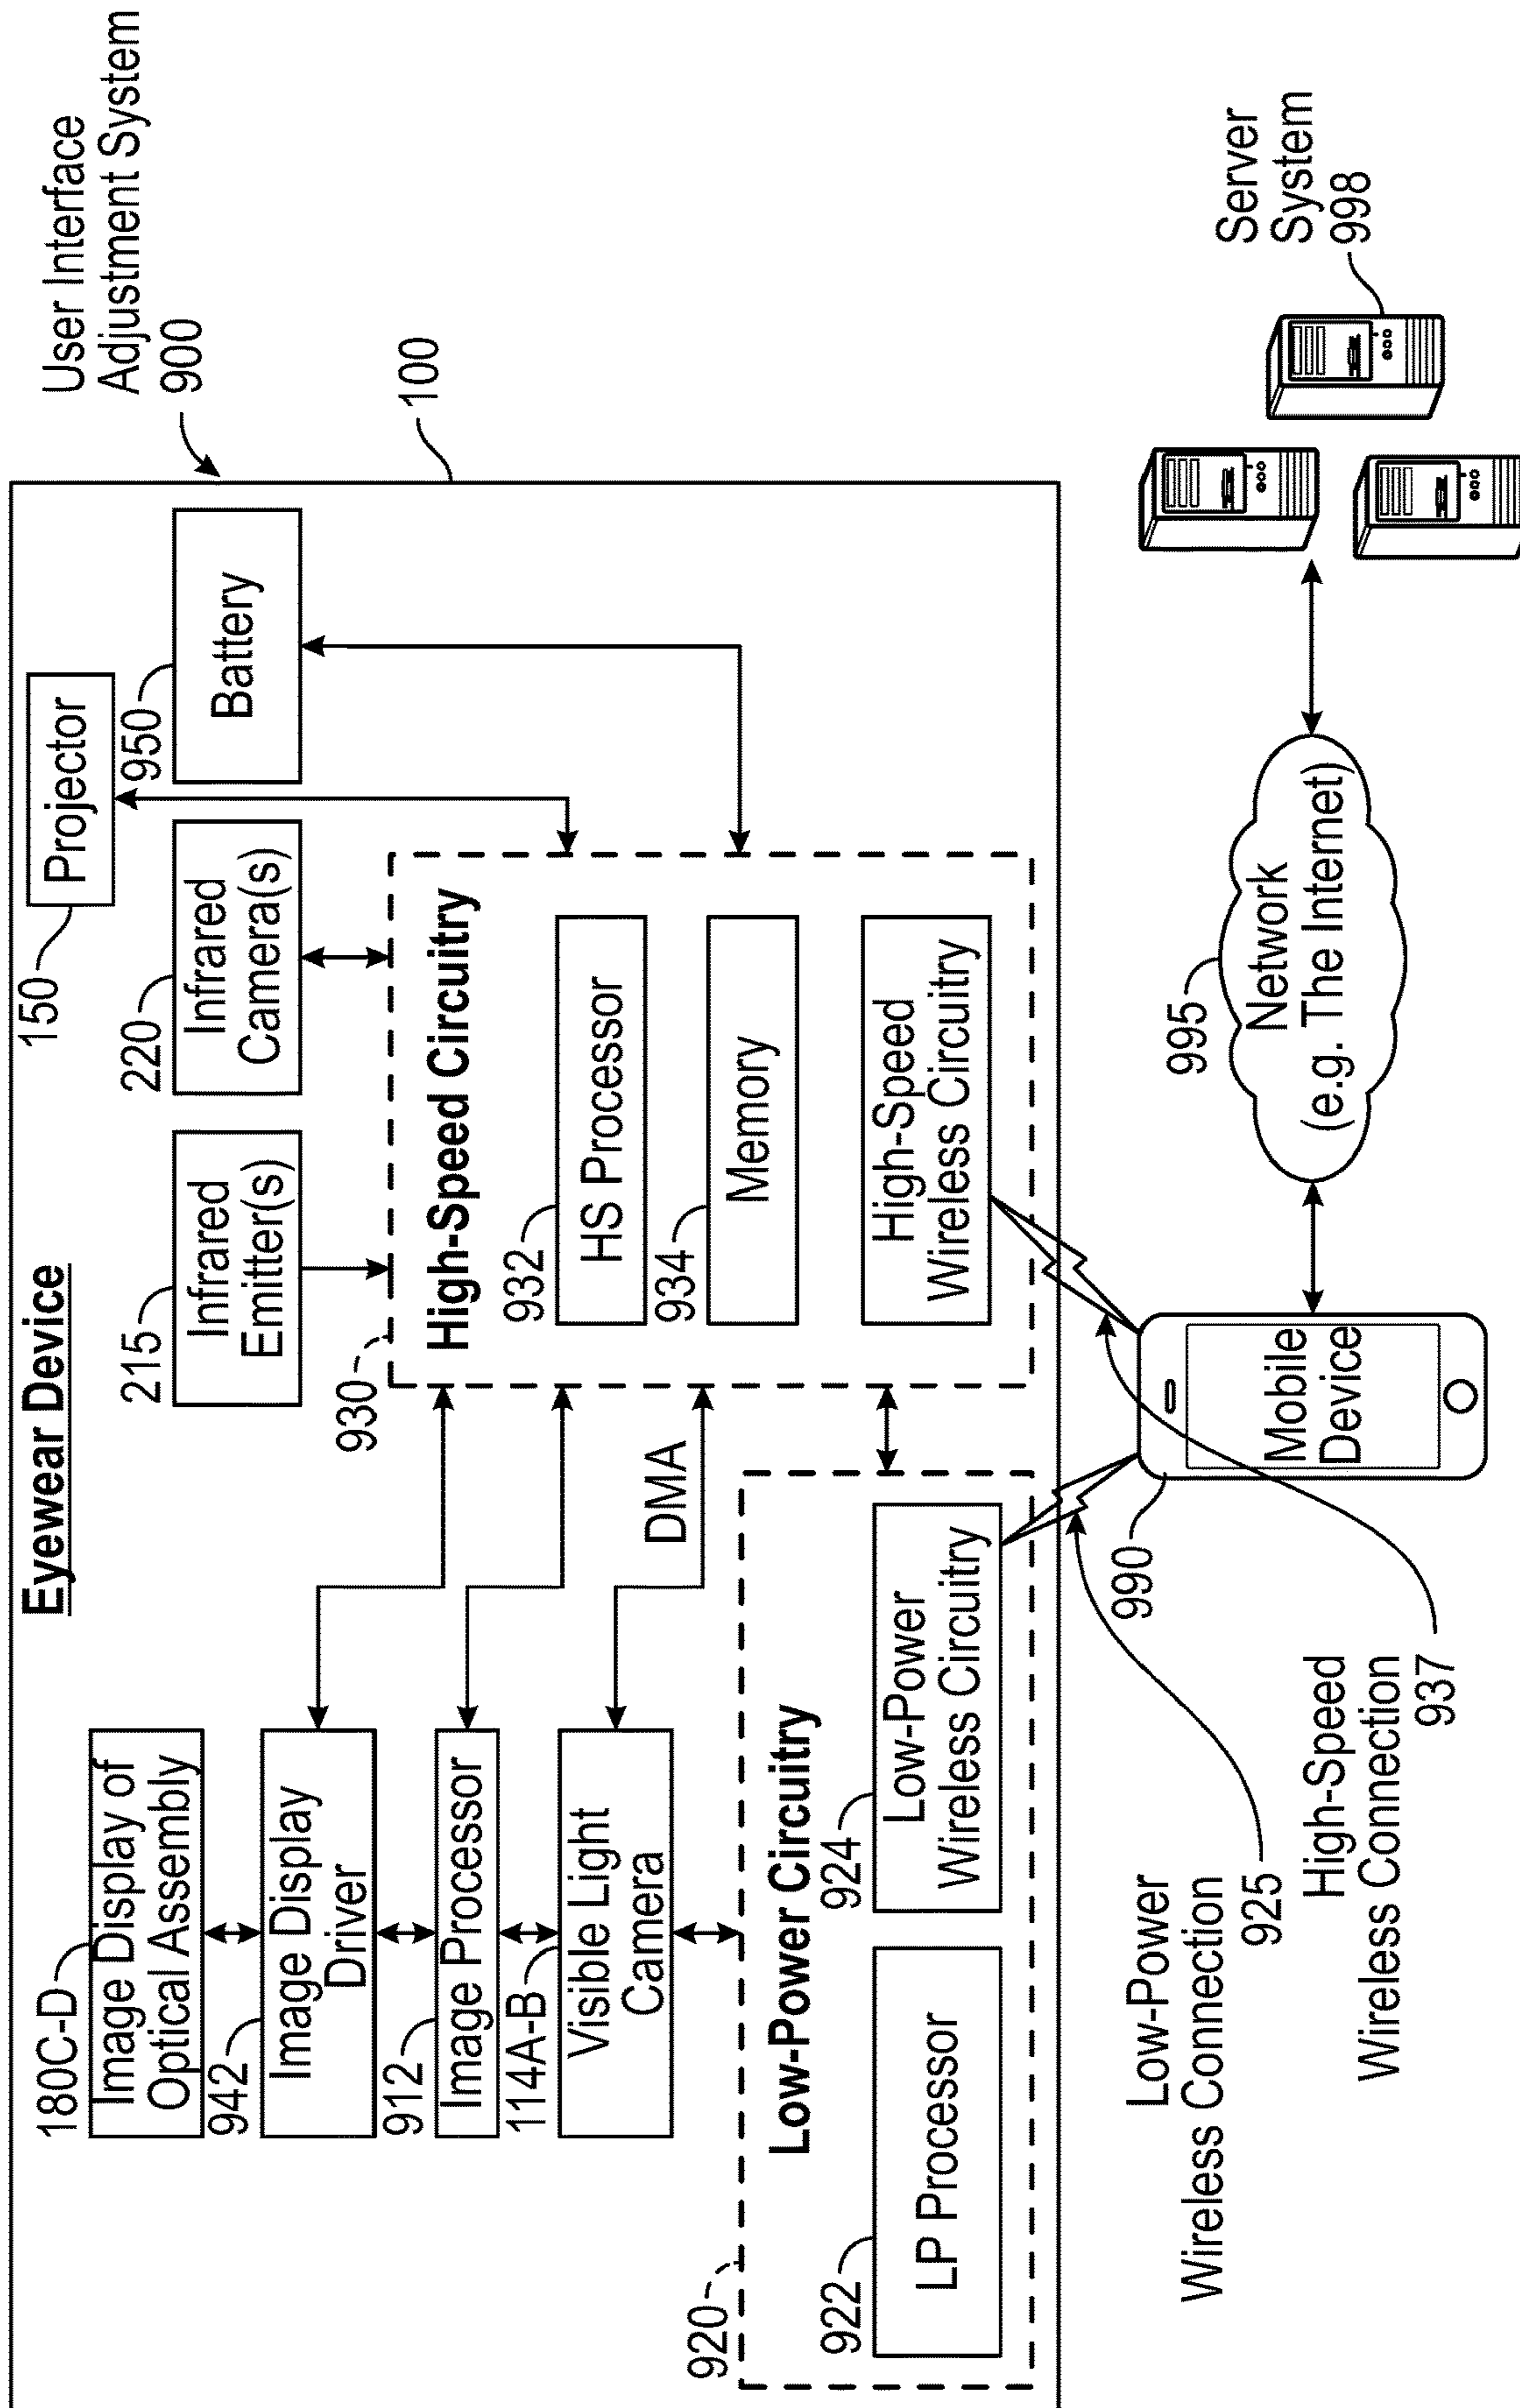 User Interface
Adjustment System
900
Eyewear Device
100
150
Projector
180C-D
Image Display of
Optical Assembly
215
Infrared
Emitter(s)
220
Infrared
Camera(s)
950
Battery
942
Image Display
Driver
912
Image Processor
114A-B
Visible Light
Camera
DMA
930
High-Speed Circuitry
932
HS Processor
934
Memory
High-Speed
Wireless Circuitry
920
Low-Power Circuitry
922
LP Processor
924
Low-Power
Wireless Circuitry
Low-Power
Wireless Connection
925
High-Speed
Wireless Connection
937
990
Mobile
Device
995
Network
(e.g. The Internet)
Server
System
998